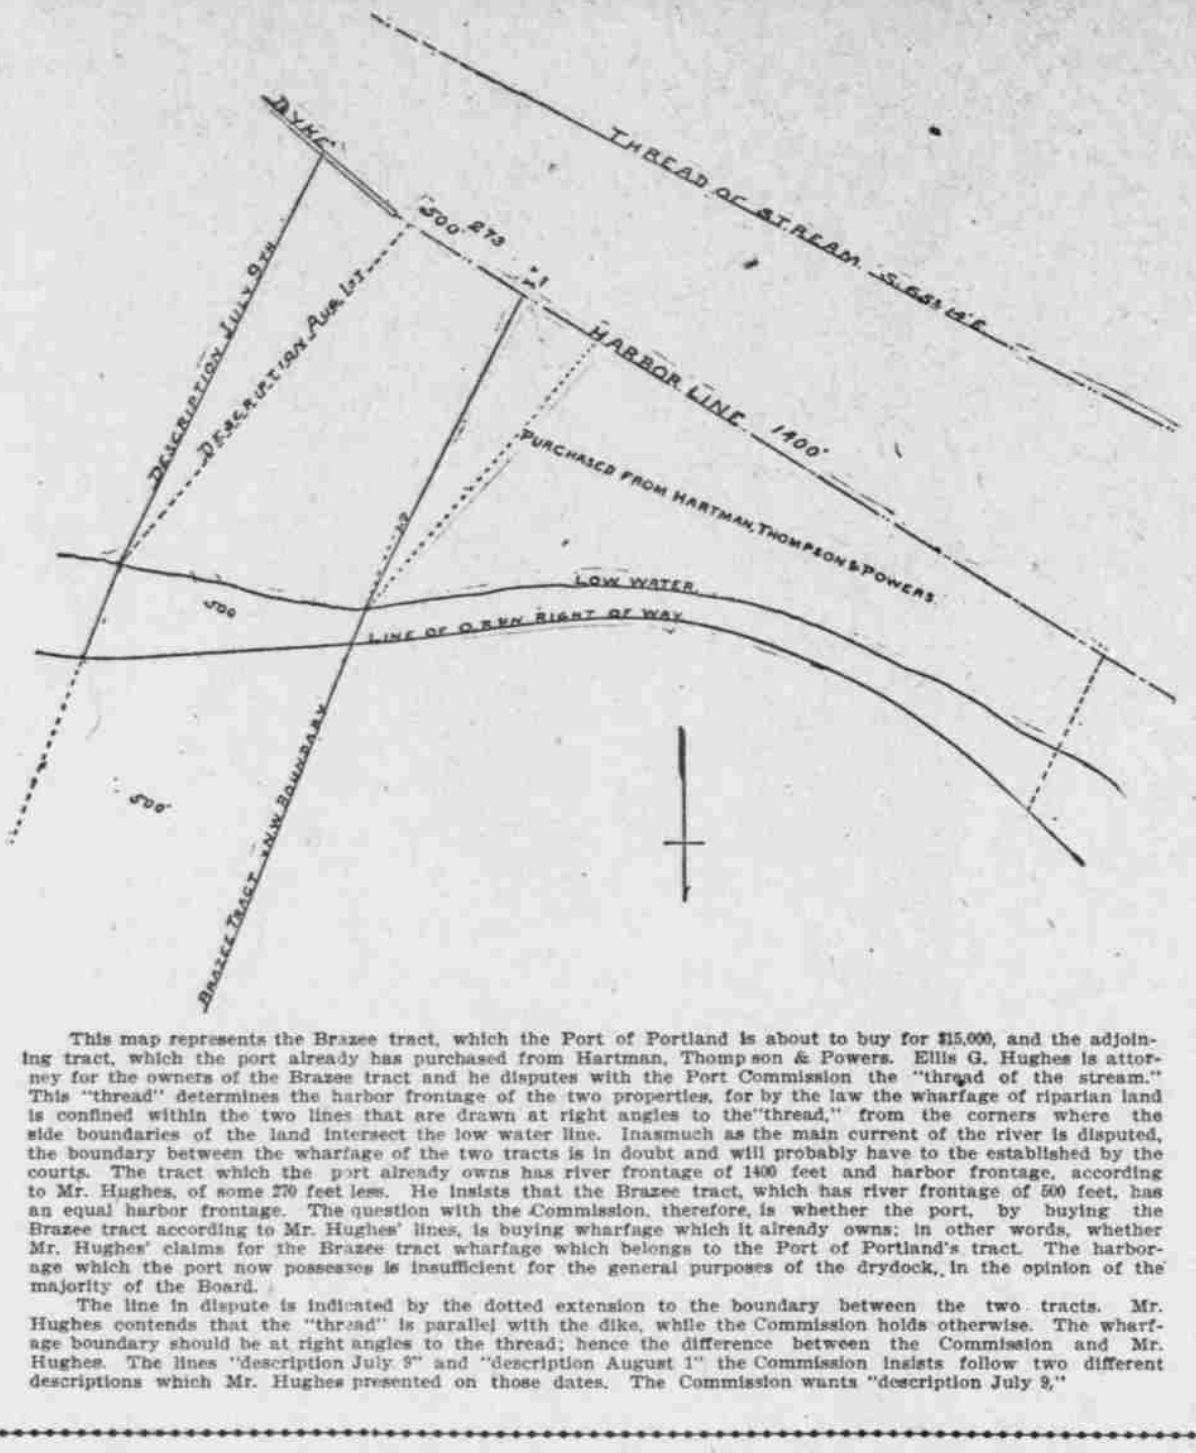 DYKE
THREAD OF STREAM S. 65½ E
500' 273
HARBOR LINE 1400'
DESCRIPTION JULY 9TH
DESCRIPTION AUG. 1ST
PURCHASED FROM HARTMAN, THOMPSON & POWERS.
LOW WATER.
500
LINE OF O.R.& N RIGHT OF WAY
500'
BRAZEE TRACT N.W. BOUNDARY
This map represents the Brazee tract, which the Port of Portland is about to buy for $15,000, and the adjoin-
ing tract, which the port already has purchased from Hartman, Thompson & Powers. Ellis G. Hughes is attor-
ney for the owners of the Brazee tract and he disputes with the Port Commission the "thread of the stream."
This "thread" determines the harbor frontage of the two properties, for by the law the wharfage of riparian land
is confined within the two lines that are drawn at right angles to the "thread," from the corners where the
side boundaries of the land intersect the low water line. Inasmuch as the main current of the river is disputed,
the boundary between the wharfage of the two tracts is in doubt and will probably have to the established by the
courts. The tract which the port already owns has river frontage of 1400 feet and harbor frontage, according
to Mr. Hughes, of some 270 feet less. He insists that the Brazee tract, which has river frontage of 500 feet, has
an equal harbor frontage. The question with the Commission, therefore, is whether the port, by buying the
Brazee tract according to Mr. Hughes' lines, is buying wharfage which it already owns; in other words, whether
Mr. Hughes' claims for the Brazee tract wharfage which belongs to the Port of Portland's tract. The harbor-
age which the port now possesses is insufficient for the general purposes of the drydock, in the opinion of the
majority of the Board.
The line in dispute is indicated by the dotted extension to the boundary between the two tracts. Mr.
Hughes contends that the "thread" is parallel with the dike, while the Commission holds otherwise. The wharf-
age boundary should be at right angles to the thread; hence the difference between the Commission and Mr.
Hughes. The lines "description July 9" and "description August 1" the Commission insists follow two different
descriptions which Mr. Hughes presented on those dates. The Commission wants "description July 9,"